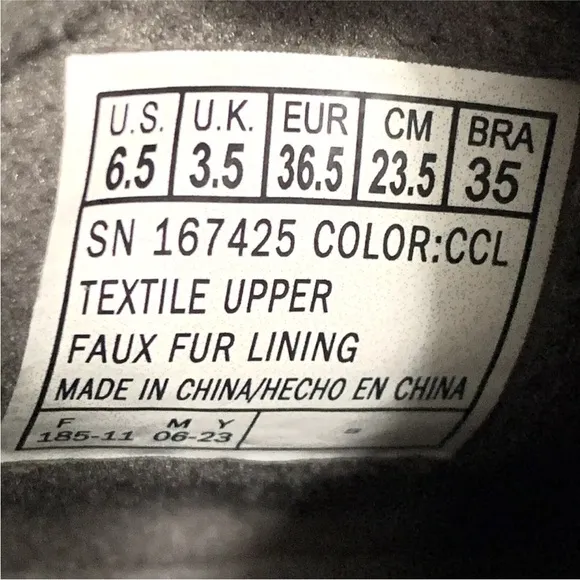 U.S. U.K. EUR CM BRA
6.5 3.5 36.5 23.5 35
SN 167425 COLOR:CCL
TEXTILE UPPER
FAUX FUR LINING
MADE IN CHINA/HECHO EN CHINA
F M Y
185-11 06-23